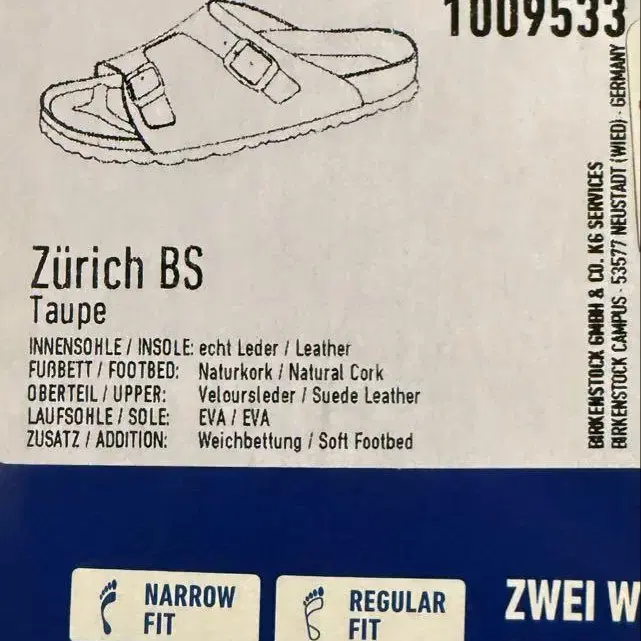 1009533
Zürich BS
Taupe
INNENSOHLE / INSOLE: echt Leder / Leather
FUßBETT / FOOTBED: Naturkork / Natural Cork
OBERTEIL / UPPER: Veloursleder / Suede Leather
LAUFSOHLE / SOLE: EVA / EVA
ZUSATZ / ADDITION: Weichbettung / Soft Footbed
BIRKENSTOCK GMBH & CO. KG SERVICES
BIRKENSTOCK CAMPUS · 53577 NEUSTADT (WIED) · GERMANY
NARROW
FIT
REGULAR
FIT
ZWEI W